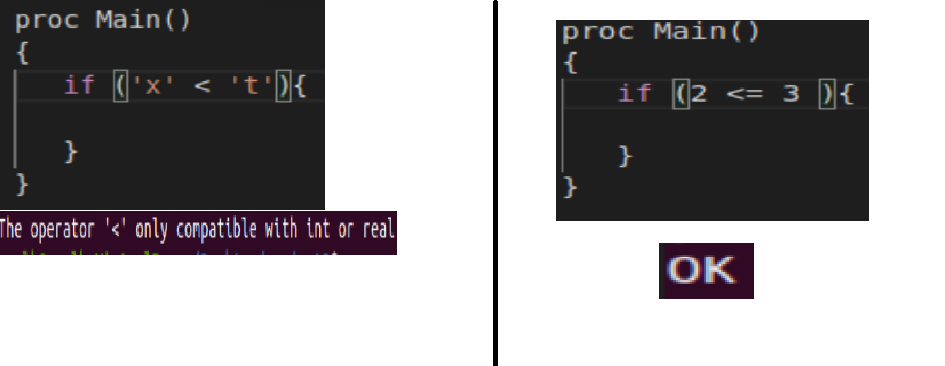 proc Main()
{
if ('x' < 't'){
}
}
The operator '<' only compatible with int or real
proc Main()
{
if (2 <= 3 ){
}
}
OK